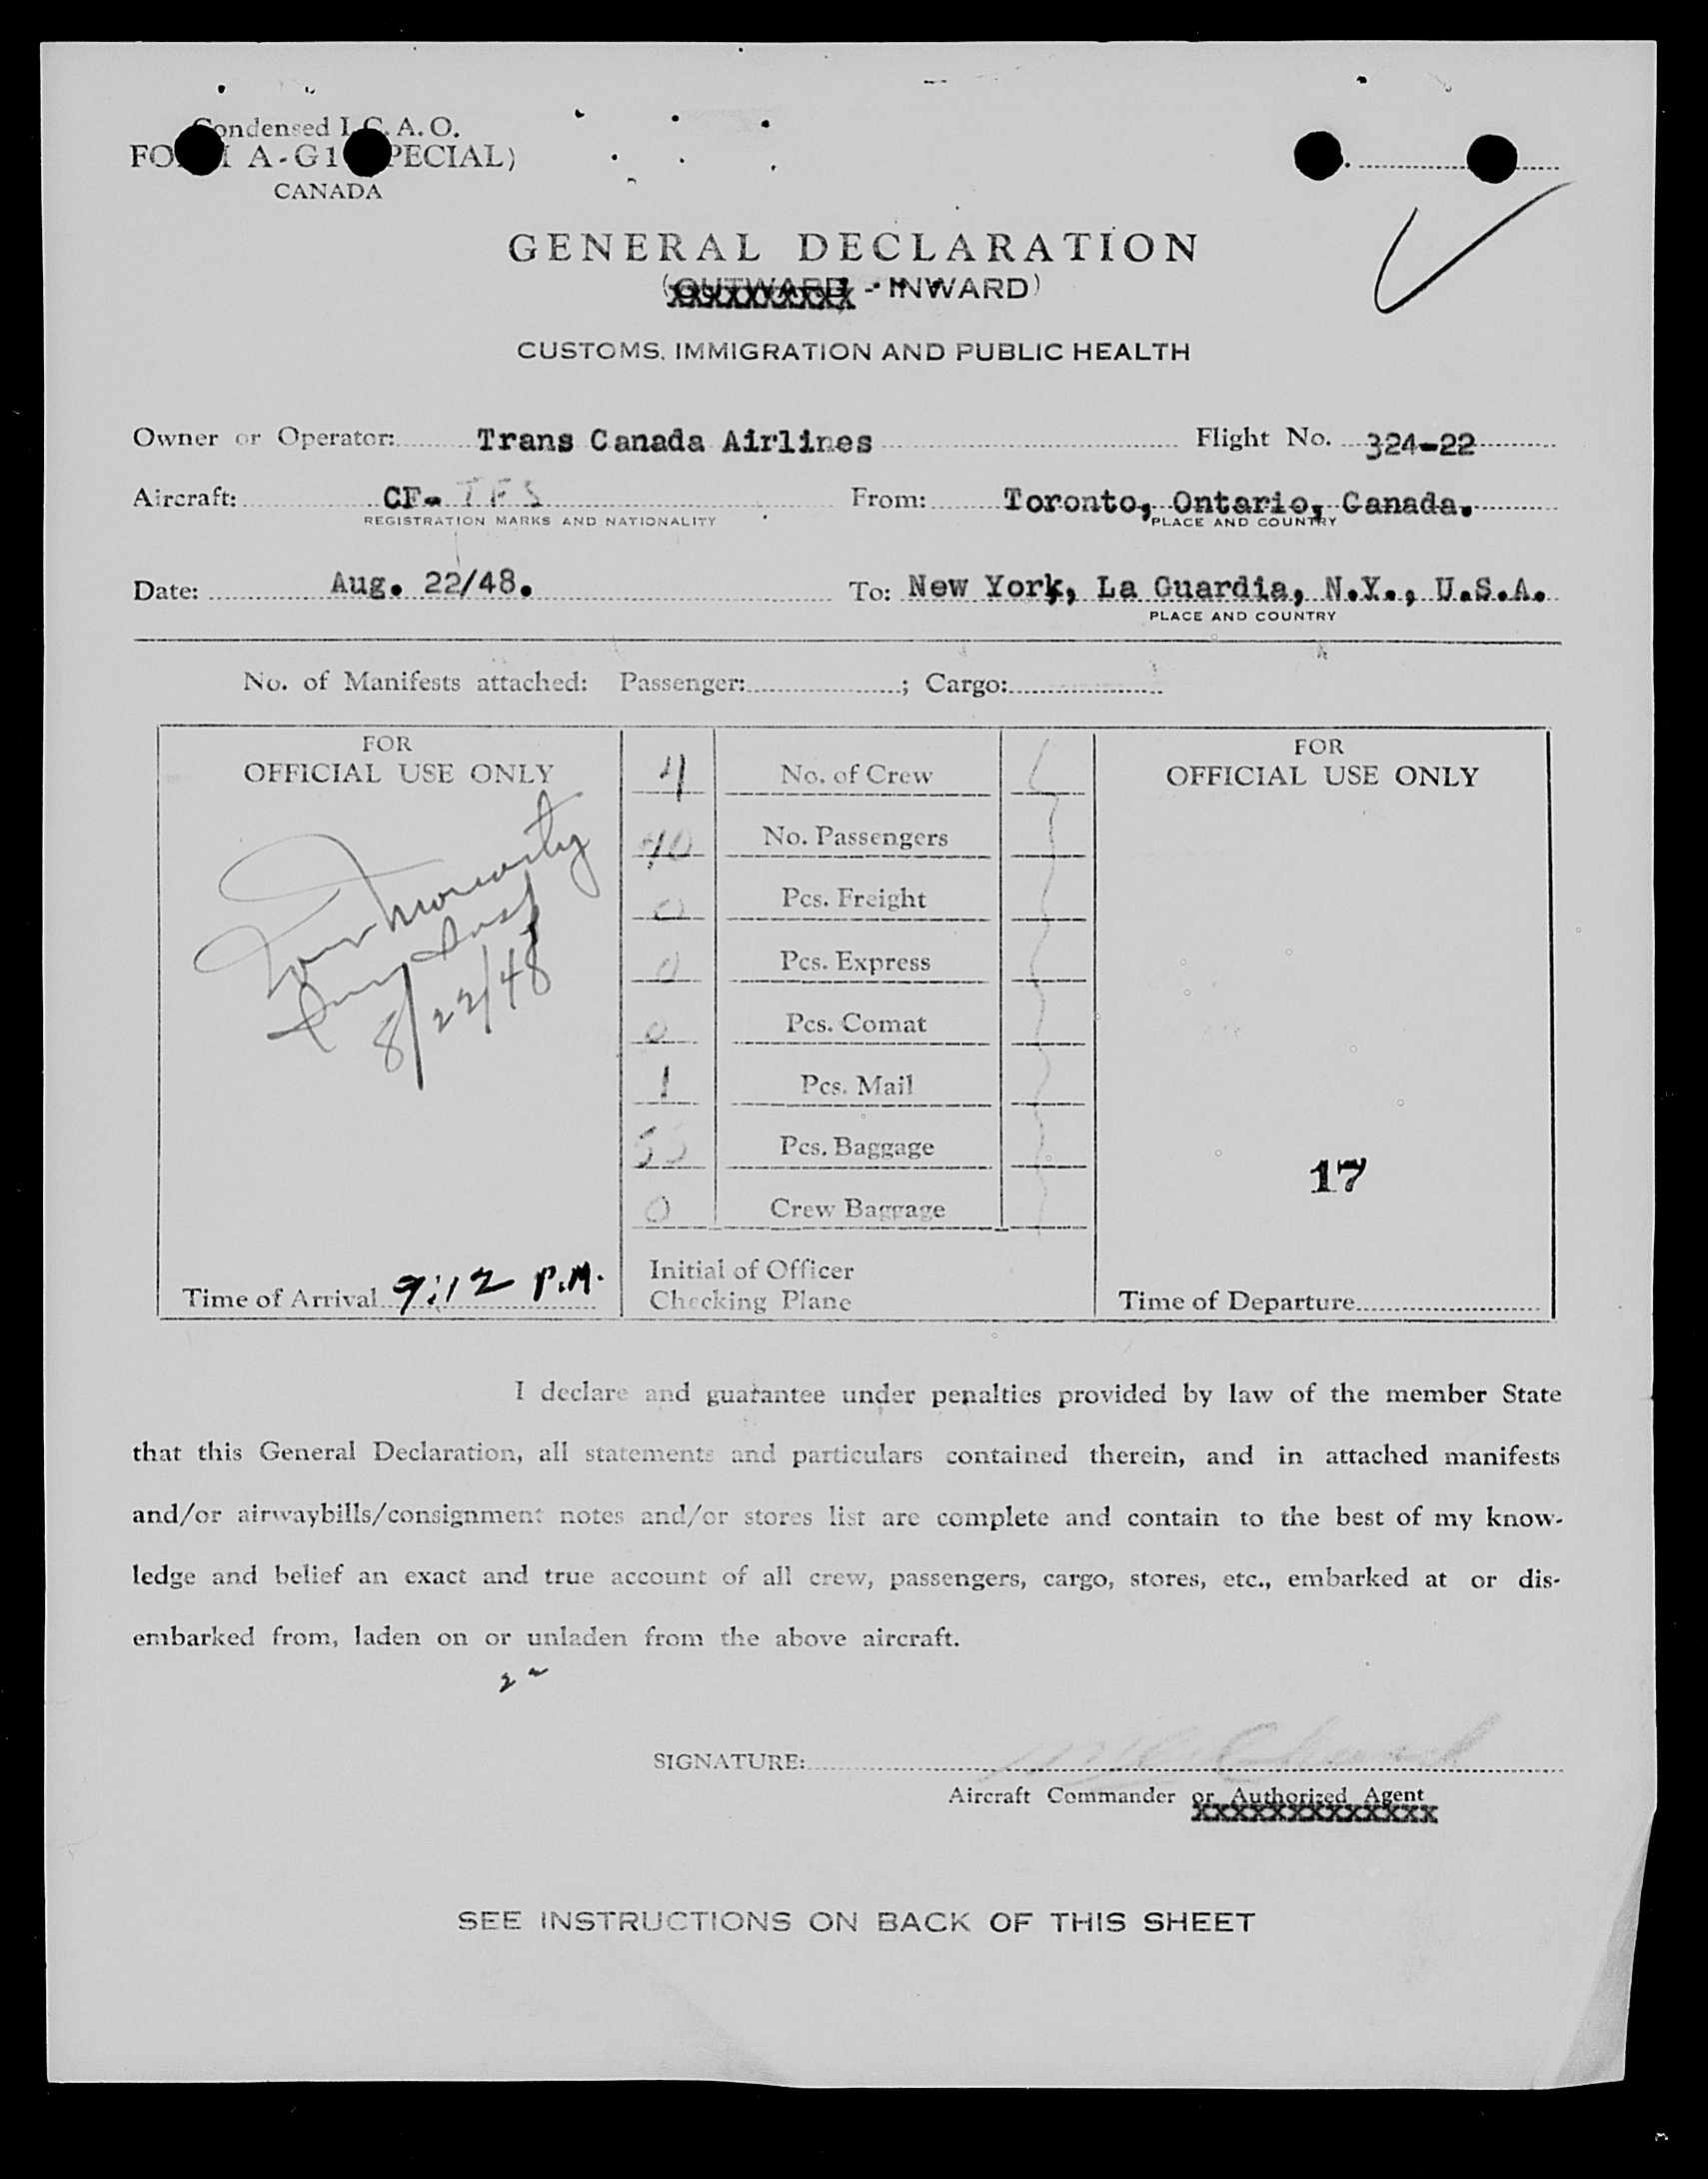 Condensed I.C.A.O.
FORM A-G1 (SPECIAL)
CANADA
GENERAL DECLARATION
(OUTWARD - INWARD)
CUSTOMS, IMMIGRATION AND PUBLIC HEALTH
Owner or Operator: Trans Canada Airlines Flight No. 324-22
Aircraft: CF- TFS From: Toronto, Ontario, Canada.
REGISTRATION MARKS AND NATIONALITY PLACE AND COUNTRY
Date: Aug. 22/48. To: New York, La Guardia, N.Y., U.S.A.
PLACE AND COUNTRY
No. of Manifests attached: Passenger: ; Cargo:
FOR
OFFICIAL USE ONLY
Moriarty
Insp
8/22/48
Time of Arrival 9:12 P.M.
4 No. of Crew
40 No. Passengers
0 Pcs. Freight
0 Pcs. Express
0 Pcs. Comat
1 Pcs. Mail
55 Pcs. Baggage
0 Crew Baggage
Initial of Officer
Checking Plane
FOR
OFFICIAL USE ONLY
17
Time of Departure
I declare and guarantee under penalties provided by law of the member State
that this General Declaration, all statements and particulars contained therein, and in attached manifests
and/or airwaybills/consignment notes and/or stores list are complete and contain to the best of my know-
ledge and belief an exact and true account of all crew, passengers, cargo, stores, etc., embarked at or dis-
embarked from, laden on or unladen from the above aircraft.
SIGNATURE:
Aircraft Commander or Authorized Agent
SEE INSTRUCTIONS ON BACK OF THIS SHEET